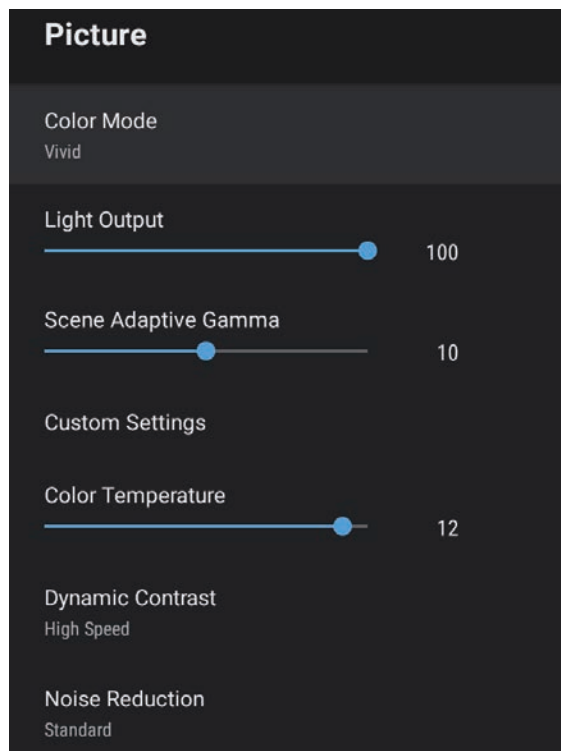 Picture
Color Mode
Vivid
Light Output
100
Scene Adaptive Gamma
10
Custom Settings
Color Temperature
12
Dynamic Contrast
High Speed
Noise Reduction
Standard